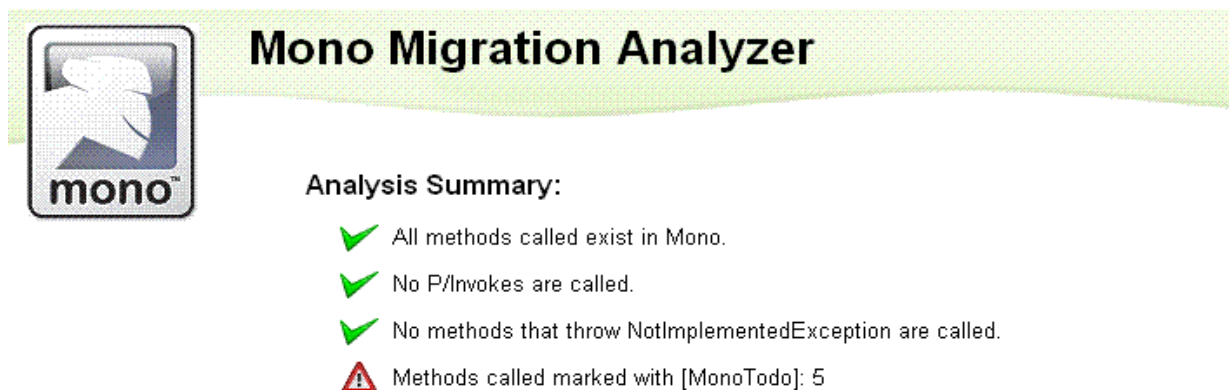 Mono Migration Analyzer
mono™
Analysis Summary:
All methods called exist in Mono.
No P/Invokes are called.
No methods that throw NotImplementedException are called.
Methods called marked with [MonoTodo]: 5